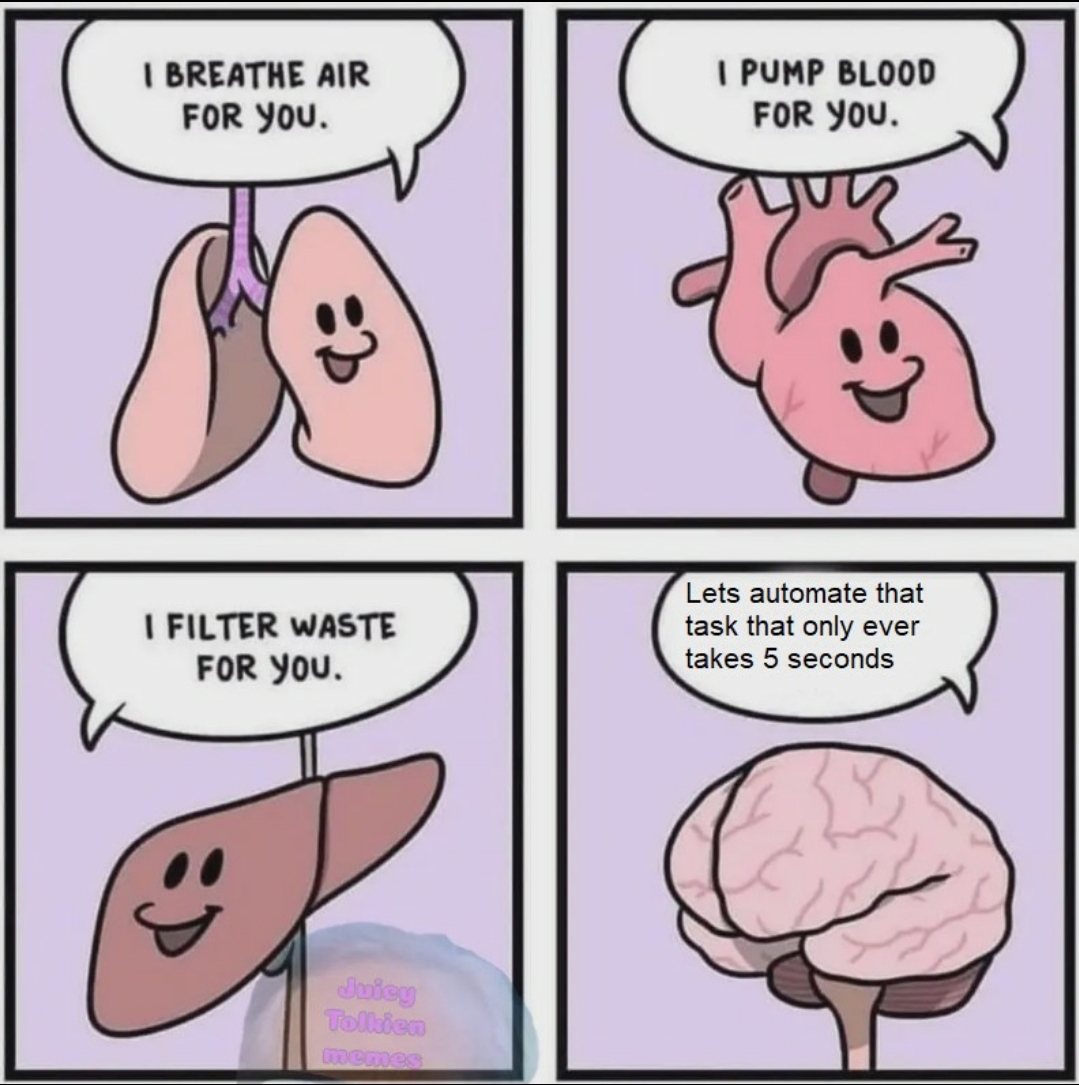 I BREATHE AIR
FOR YOU.
I PUMP BLOOD
FOR YOU.
I FILTER WASTE
FOR YOU.
Lets automate that
task that only ever
takes 5 seconds
Juicy
Tolkien
memes